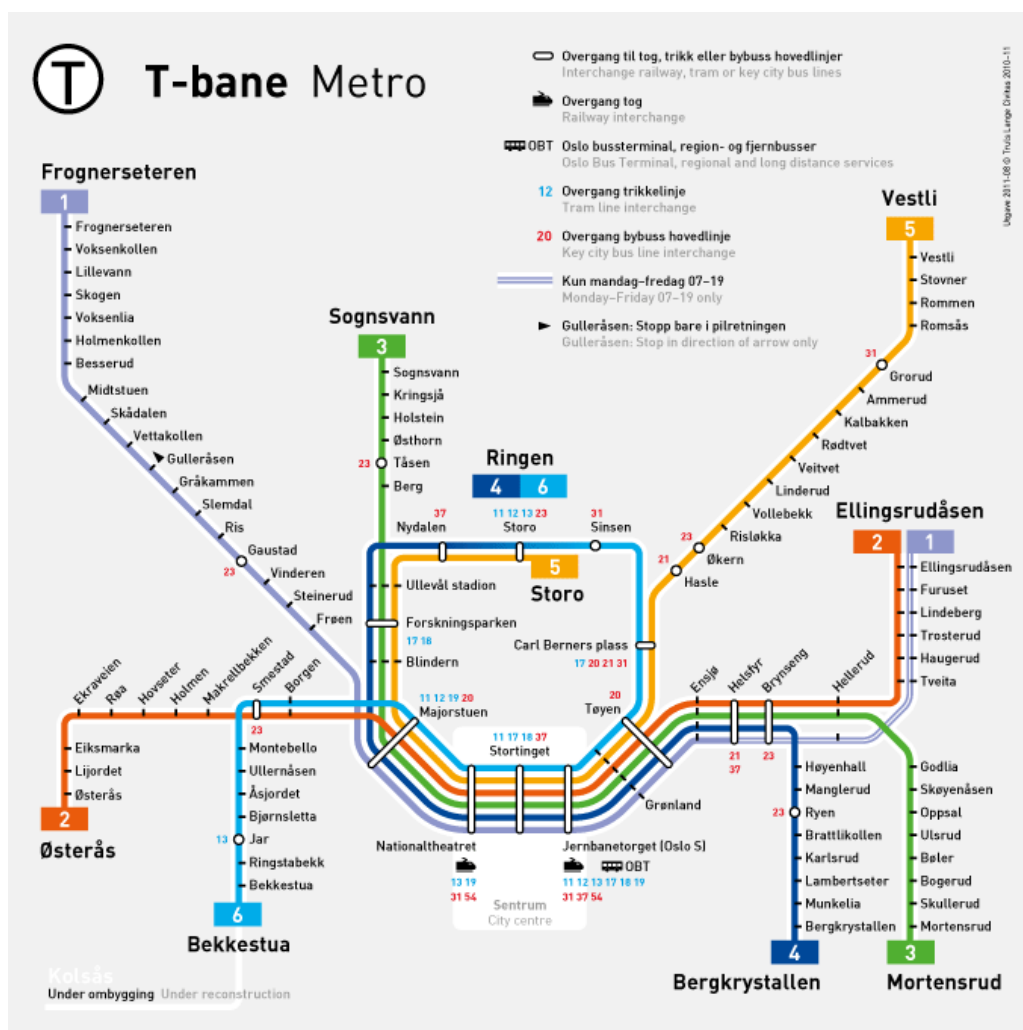 T
T-bane Metro
Overgang til tog, trikk eller bybuss hovedlinjer
Interchange railway, tram or key city bus lines
Overgang tog
Railway interchange
OBT Oslo bussterminal, region- og fjernbusser
Oslo Bus Terminal, regional and long distance services
12 Overgang trikkelinje
Tram line interchange
20 Overgang bybuss hovedlinje
Key city bus line interchange
Kun mandag–fredag 07–19
Monday–Friday 07–19 only
Gulleråsen: Stopp bare i pilretningen
Gulleråsen: Stop in direction of arrow only
Utgave 2011-08 © Truls Lange Civitas 2010–11
Frognerseteren
1
Frognerseteren
Voksenkollen
Lillevann
Skogen
Voksenlia
Holmenkollen
Besserud
Midtstuen
Skådalen
Vettakollen
Gulleråsen
Gråkammen
Slemdal
Ris
Gaustad
23
Vinderen
Steinerud
Frøen
Sognsvann
3
Sognsvann
Kringsjå
Holstein
Østhorn
23 Tåsen
Berg
Ringen
4 6
37
Nydalen
11 12 13 23
Storo
31
Sinsen
5
Storo
Ullevål stadion
Forskningsparken
17 18
Blindern
Carl Berners plass
17 20 21 31
Vestli
5
Vestli
Stovner
Rommen
Romsås
31
Grorud
Ammerud
Kalbakken
Rødtvet
Veitvet
Linderud
Vollebekk
Risløkka
23
Økern
21
Hasle
Ellingsrudåsen
2 1
Ellingsrudåsen
Furuset
Lindeberg
Trosterud
Haugerud
Tveita
Ekraveien
Røa
Hovseter
Holmen
Makrellbekken
Smestad
23
Borgen
11 12 19 20
Majorstuen
11 17 18 37
Stortinget
20
Tøyen
Ensjø
Helsfyr
21
37
Brynseng
23
Hellerud
Grønland
Nationaltheatret
13 19
31 54
Jernbanetorget (Oslo S)
OBT
11 12 13 17 18 19
31 37 54
Sentrum
City centre
Eiksmarka
Lijordet
Østerås
2
Østerås
Montebello
Ullernåsen
Åsjordet
Bjørnsletta
13 Jar
Ringstabekk
Bekkestua
6
Bekkestua
Kolsås
Under ombygging Under reconstruction
Høyenhall
Manglerud
23 Ryen
Brattlikollen
Karlsrud
Lambertseter
Munkelia
Bergkrystallen
4
Bergkrystallen
Godlia
Skøyenåsen
Oppsal
Ulsrud
Bøler
Bogerud
Skullerud
Mortensrud
3
Mortensrud